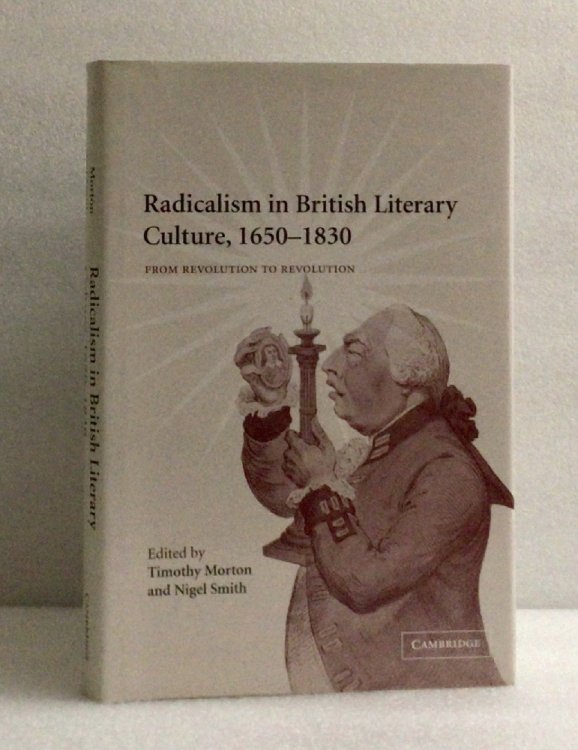 Radicalism in British Literary
Culture, 1650–1830
FROM REVOLUTION TO REVOLUTION
Edited by
Timothy Morton
and Nigel Smith
CAMBRIDGE
Morton
Radicalism in British Literary